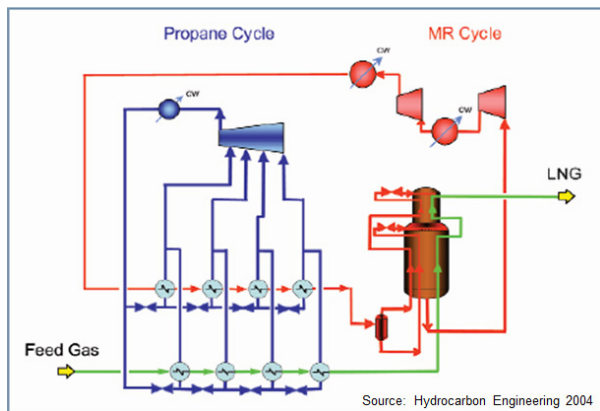 Propane Cycle
MR Cycle
CW
CW
CW
LNG
Feed Gas
Source: Hydrocarbon Engineering 2004